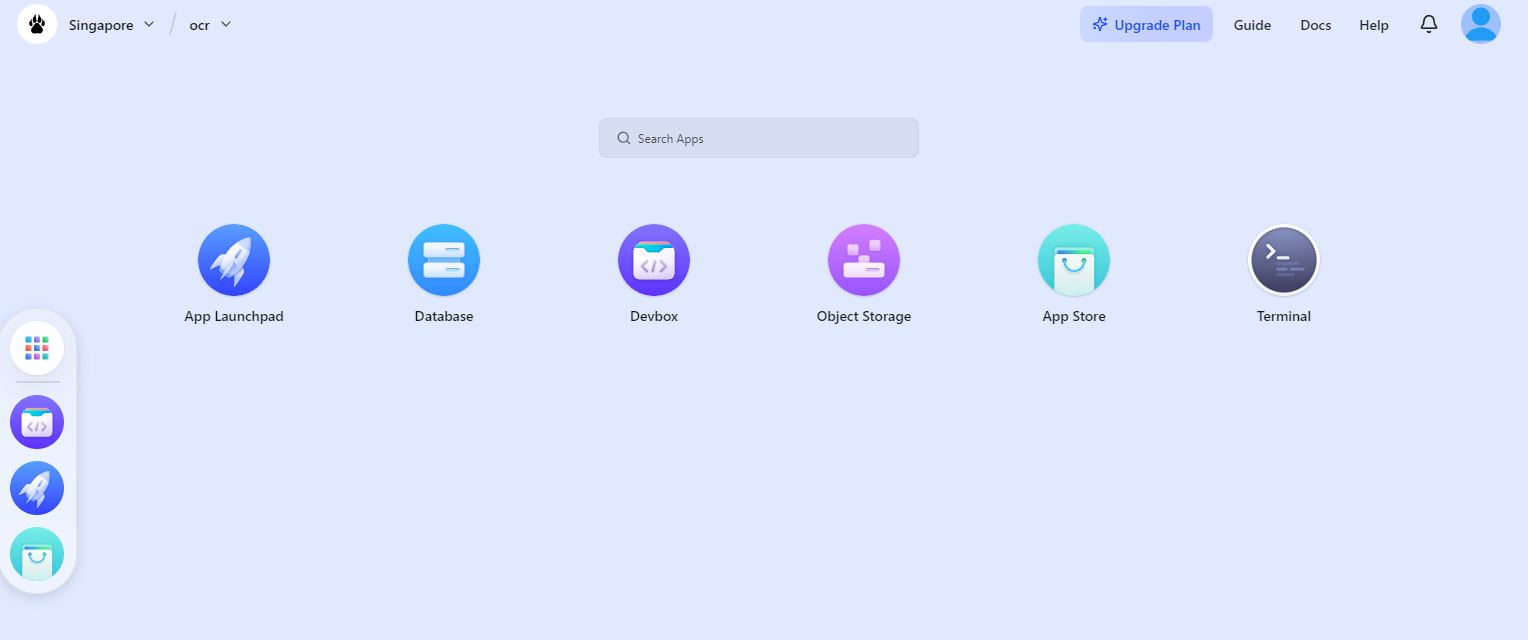 Singapore
ocr
Upgrade Plan
Guide
Docs
Help
Search Apps
App Launchpad
Database
Devbox
Object Storage
App Store
Terminal